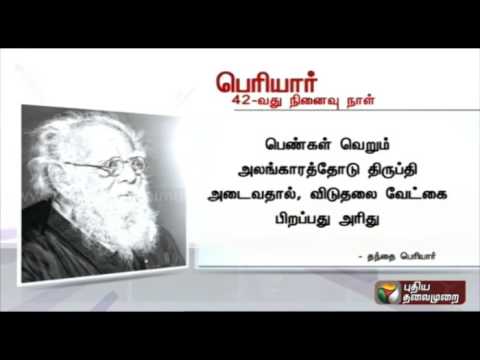 பெரியார்
42-வது நினைவு நாள்
பெண்கள் வெறும்
அலங்காரத்தோடு திருப்தி
அடைவதால், விடுதலை வேட்கை
பிறப்பது அரிது
- தந்தை பெரியார்
புதிய
தலைமுறை